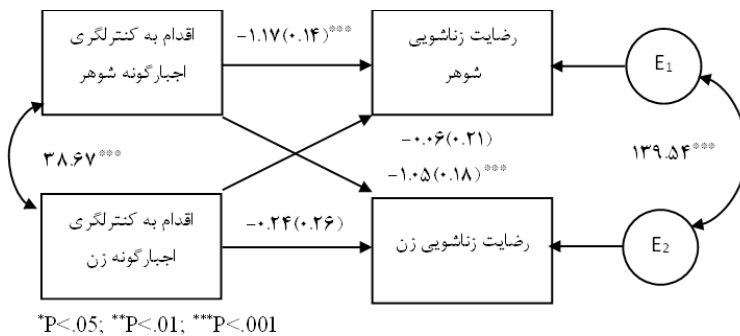 اقدام به کنترلگری
اجبارگونه شوهر
-۱.۱۷(۰.۱۴)***
رضایت زناشویی
شوهر
E₁
۳۸.۶۷***
-۰.۰۶(۰.۲۱)
-۱.۰۵(۰.۱۸)***
۱۳۹.۵۴***
اقدام به کنترلگری
اجبارگونه زن
-۰.۲۴(۰.۲۶)
رضایت زناشویی زن
E₂
*P<.05; **P<.01; ***P<.001